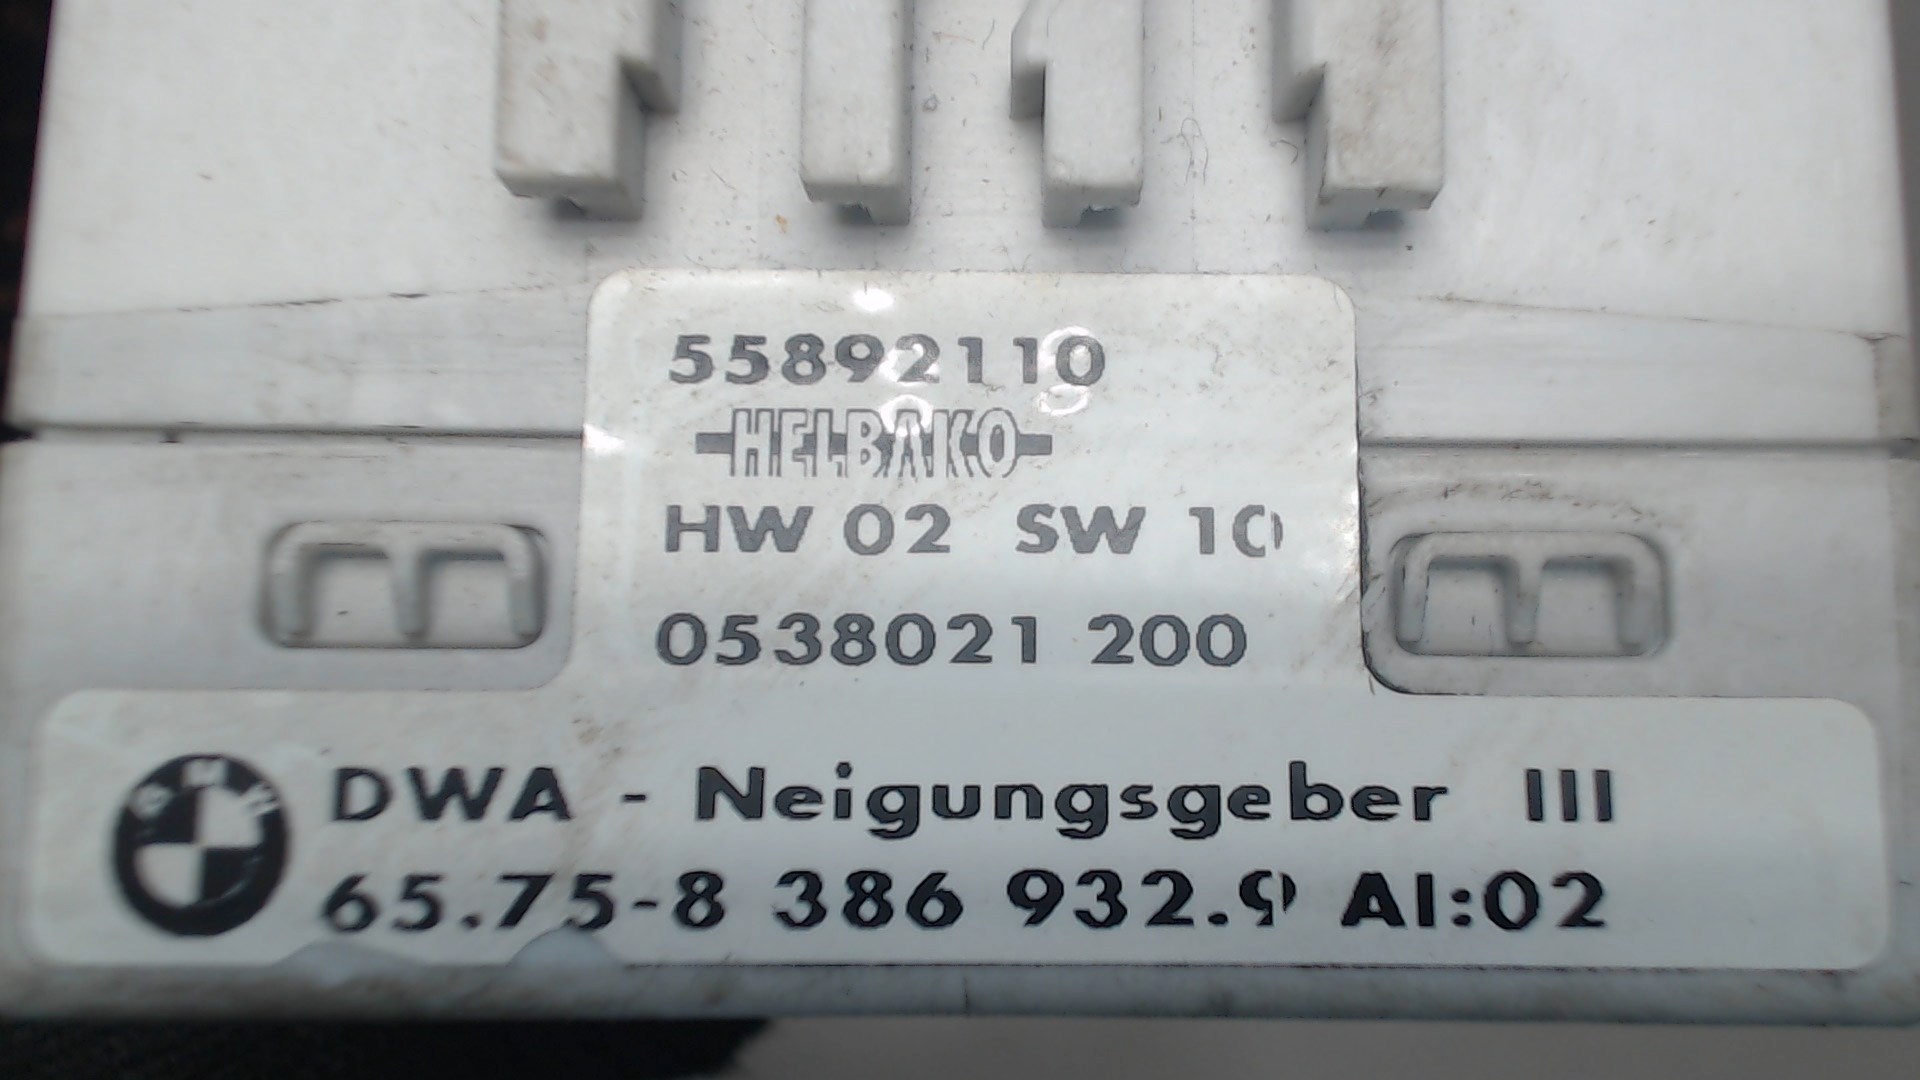 55892110
HELBAKO
HW 02 SW 10
0538021 200
BMW
DWA - Neigungsgeber III
65.75-8 386 932.9 AI:02